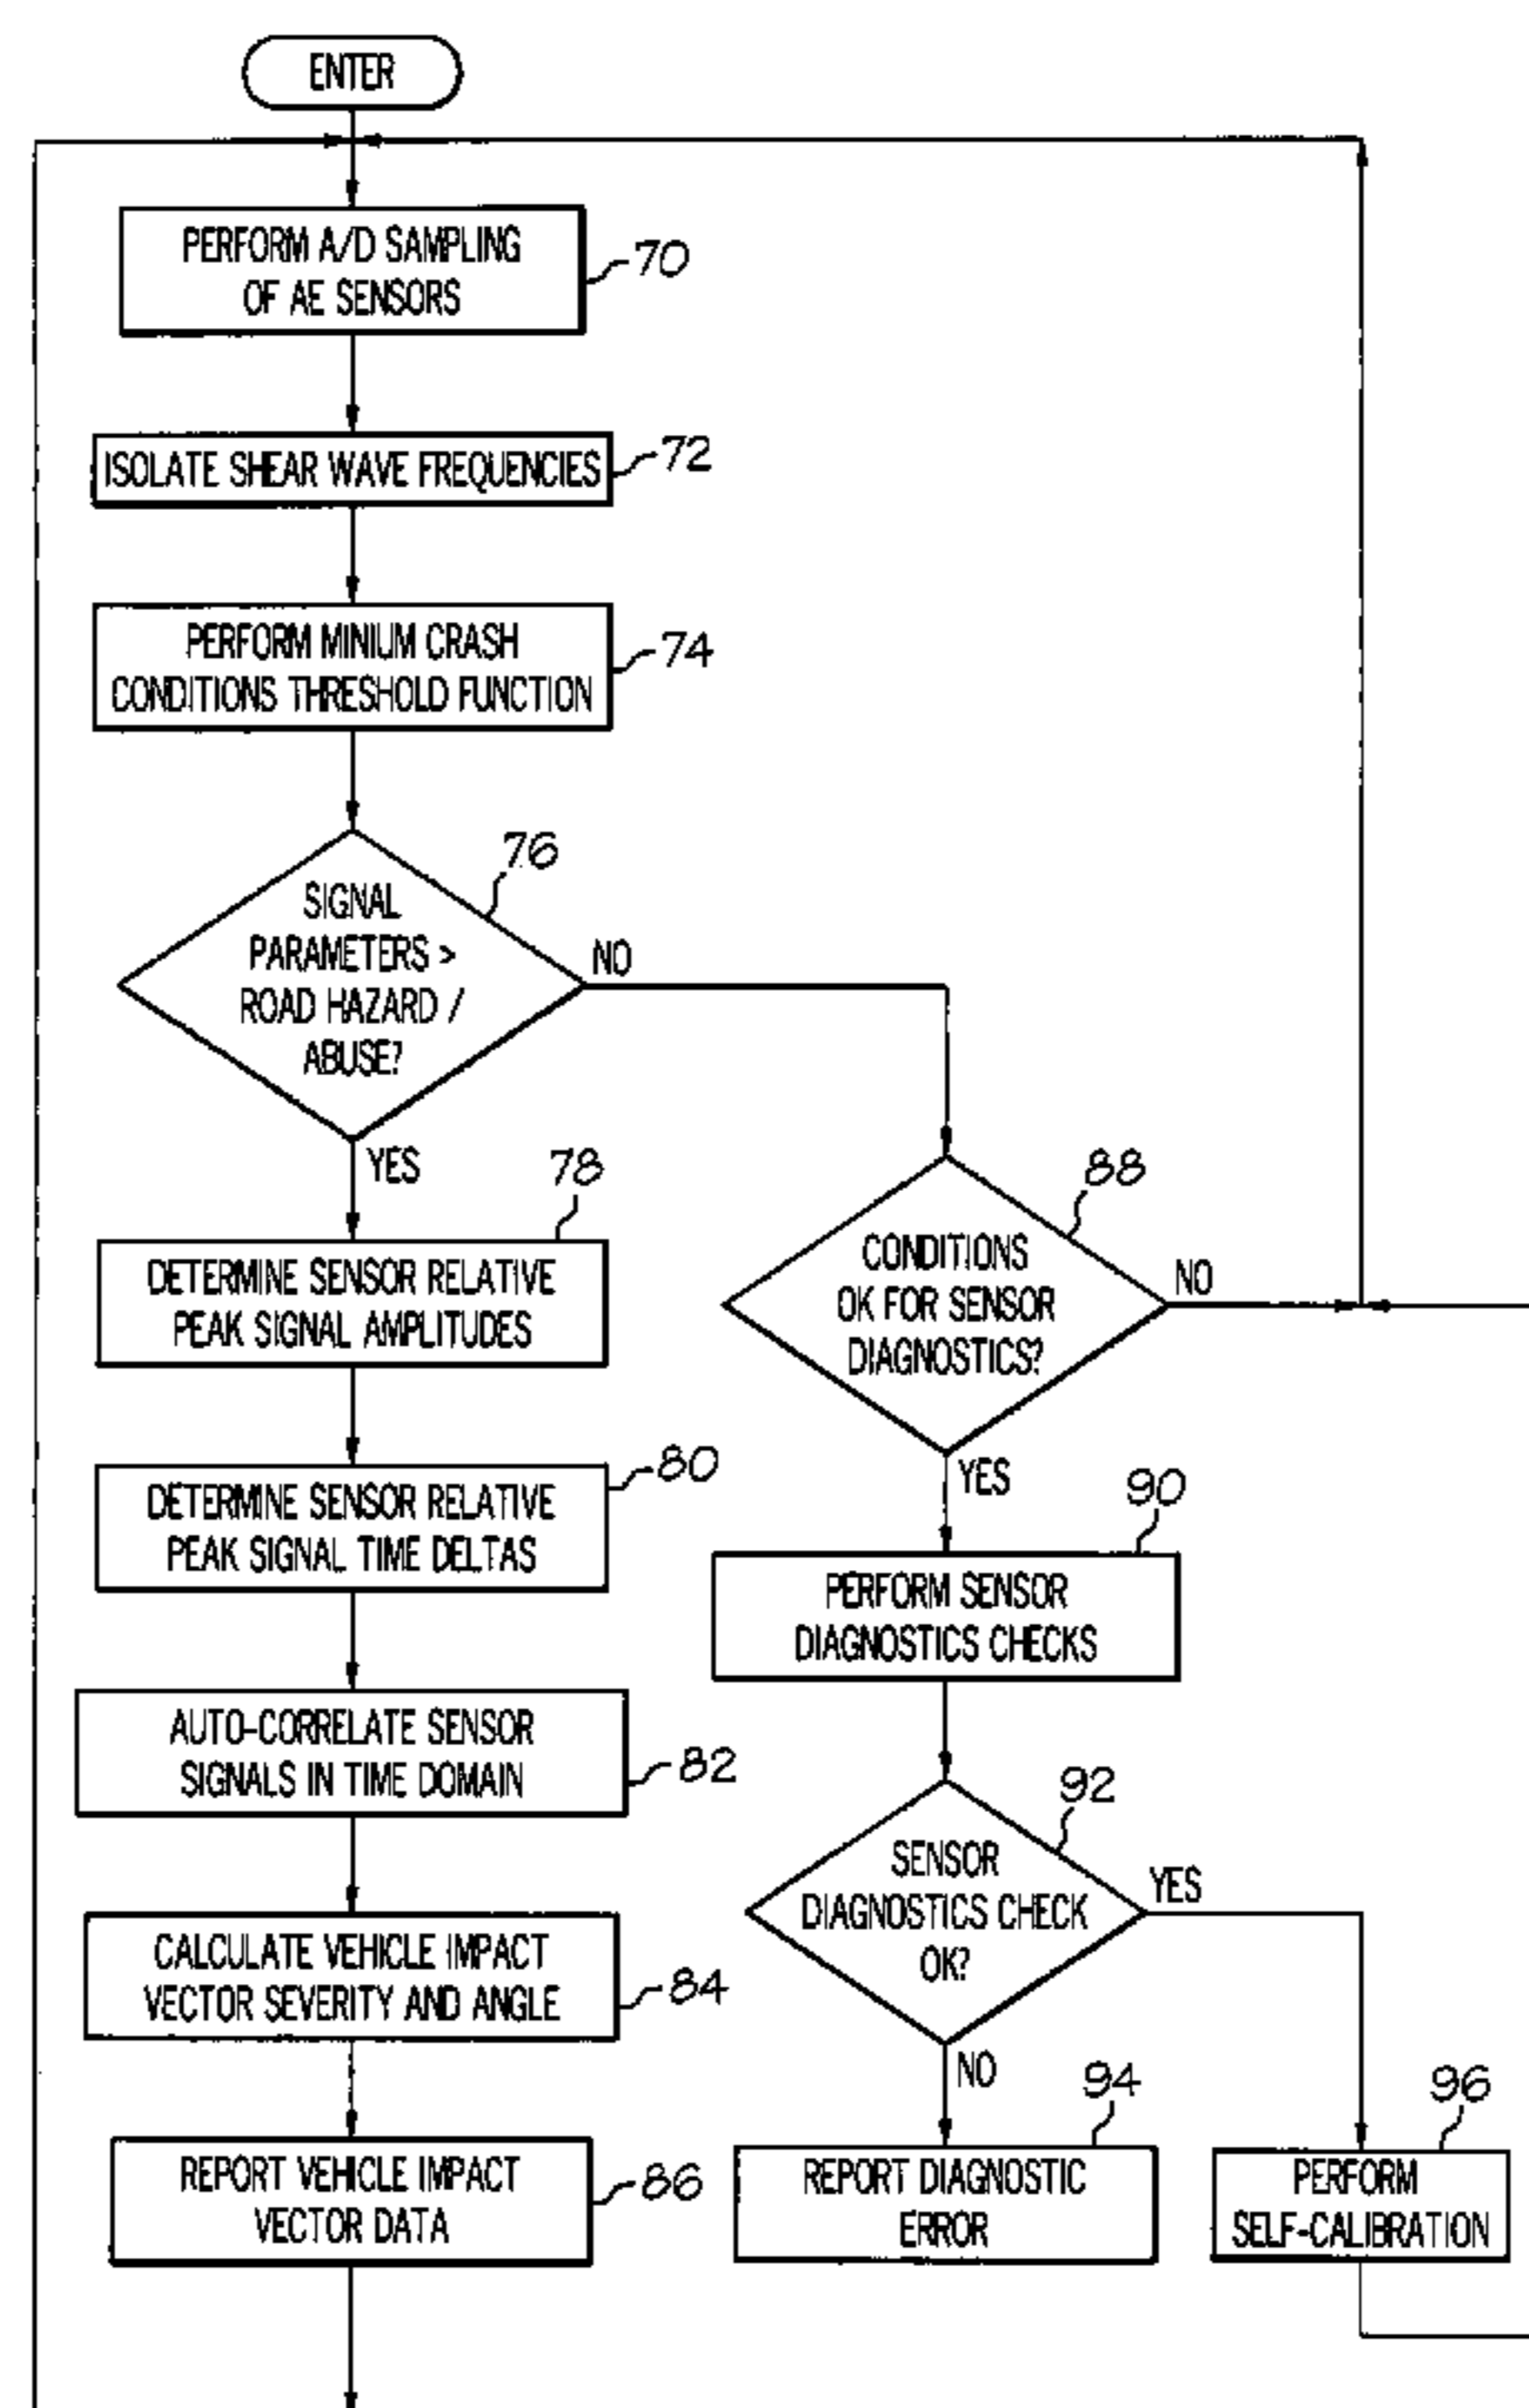 ENTER
PERFORM A/D SAMPLING
OF AE SENSORS
70
ISOLATE SHEAR WAVE FREQUENCIES
72
PERFORM MINIUM CRASH
CONDITIONS THRESHOLD FUNCTION
74
76
SIGNAL
PARAMETERS >
ROAD HAZARD /
ABUSE?
NO
YES
78
DETERMINE SENSOR RELATIVE
PEAK SIGNAL AMPLITUDES
80
DETERMINE SENSOR RELATIVE
PEAK SIGNAL TIME DELTAS
AUTO-CORRELATE SENSOR
SIGNALS IN TIME DOMAIN
82
CALCULATE VEHICLE IMPACT
VECTOR SEVERITY AND ANGLE
84
REPORT VEHICLE IMPACT
VECTOR DATA
86
88
CONDITIONS
OK FOR SENSOR
DIAGNOSTICS?
NO
YES
90
PERFORM SENSOR
DIAGNOSTICS CHECKS
92
SENSOR
DIAGNOSTICS CHECK
OK?
YES
NO
94
REPORT DIAGNOSTIC
ERROR
96
PERFORM
SELF-CALIBRATION